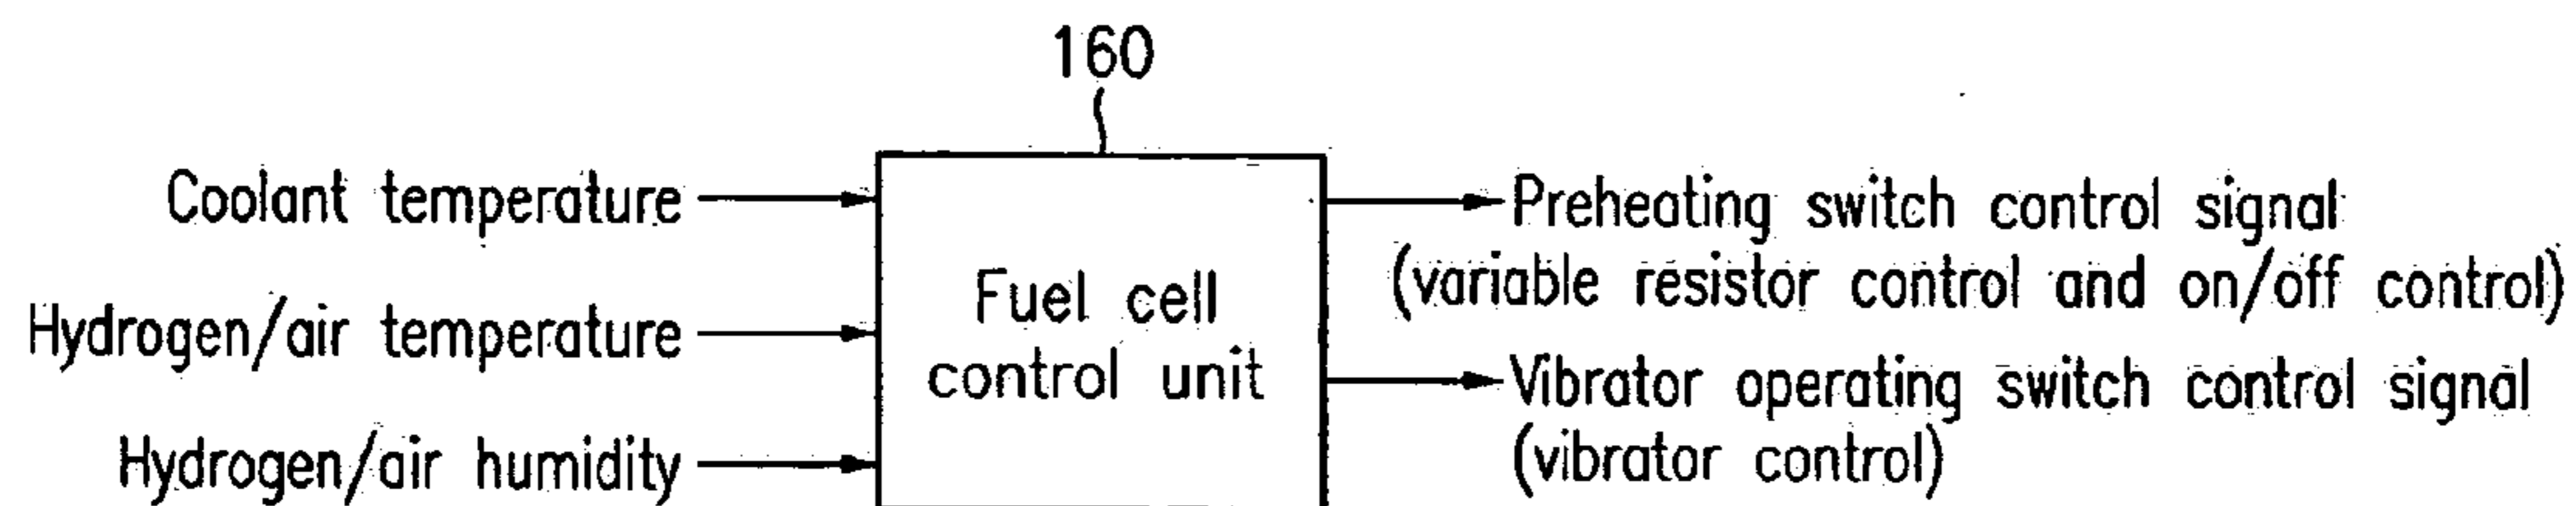 160
Coolant temperature
Hydrogen/air temperature
Hydrogen/air humidity
Fuel cell
control unit
Preheating switch control signal
(variable resistor control and on/off control)
Vibrator operating switch control signal
(vibrator control)